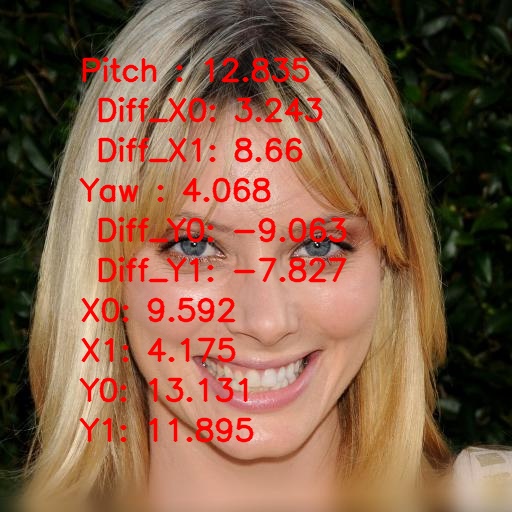 Pitch : 12.835
Diff_X0: 3.243
Diff_X1: 8.66
Yaw : 4.068
Diff_Y0: -9.063
Diff_Y1: -7.827
X0: 9.592
X1: 4.175
Y0: 13.131
Y1: 11.895